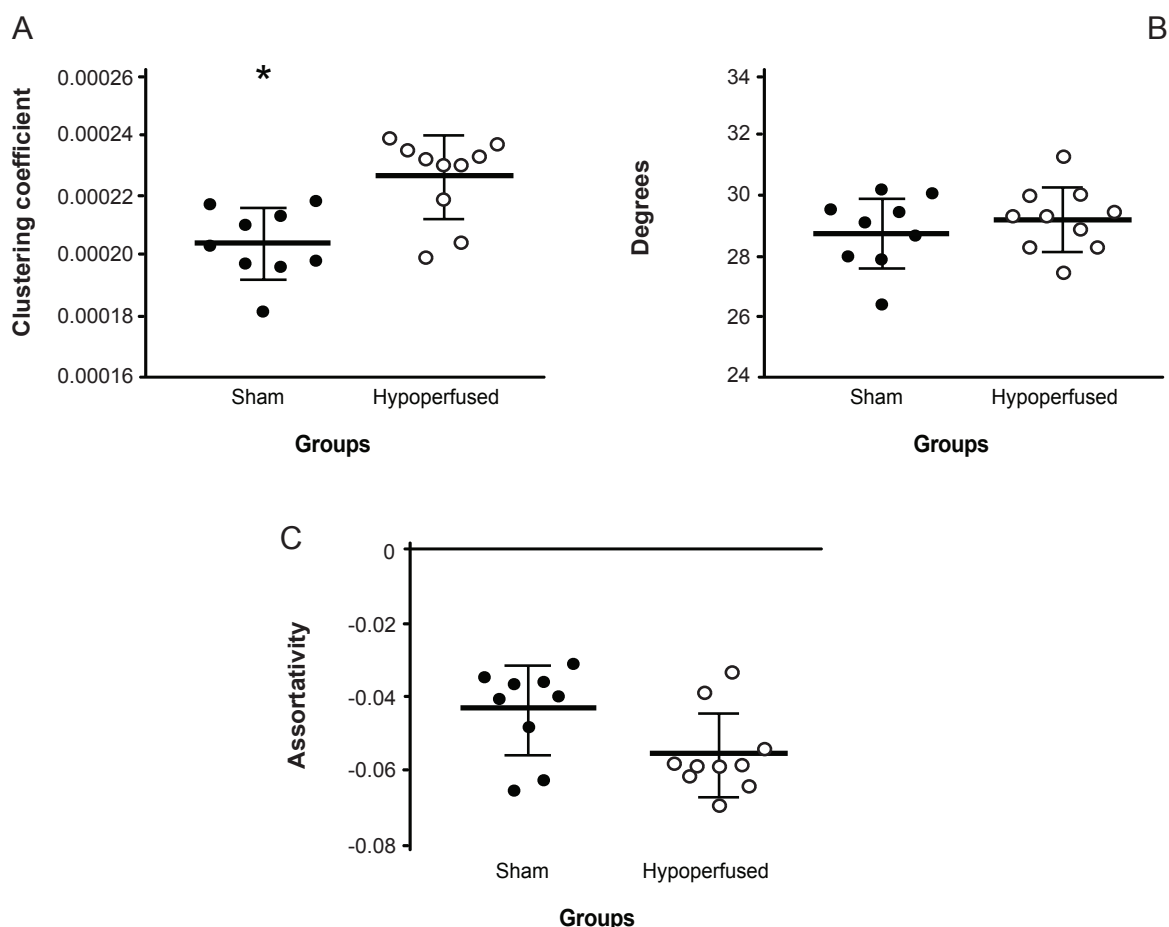 A
B
0.00026
0.00024
0.00022
0.00020
0.00018
0.00016
Clustering coefficient
*
Sham
Hypoperfused
Groups
34
32
30
28
26
24
Degrees
Sham
Hypoperfused
Groups
C
0
-0.02
-0.04
-0.06
-0.08
Assortativity
Sham
Hypoperfused
Groups